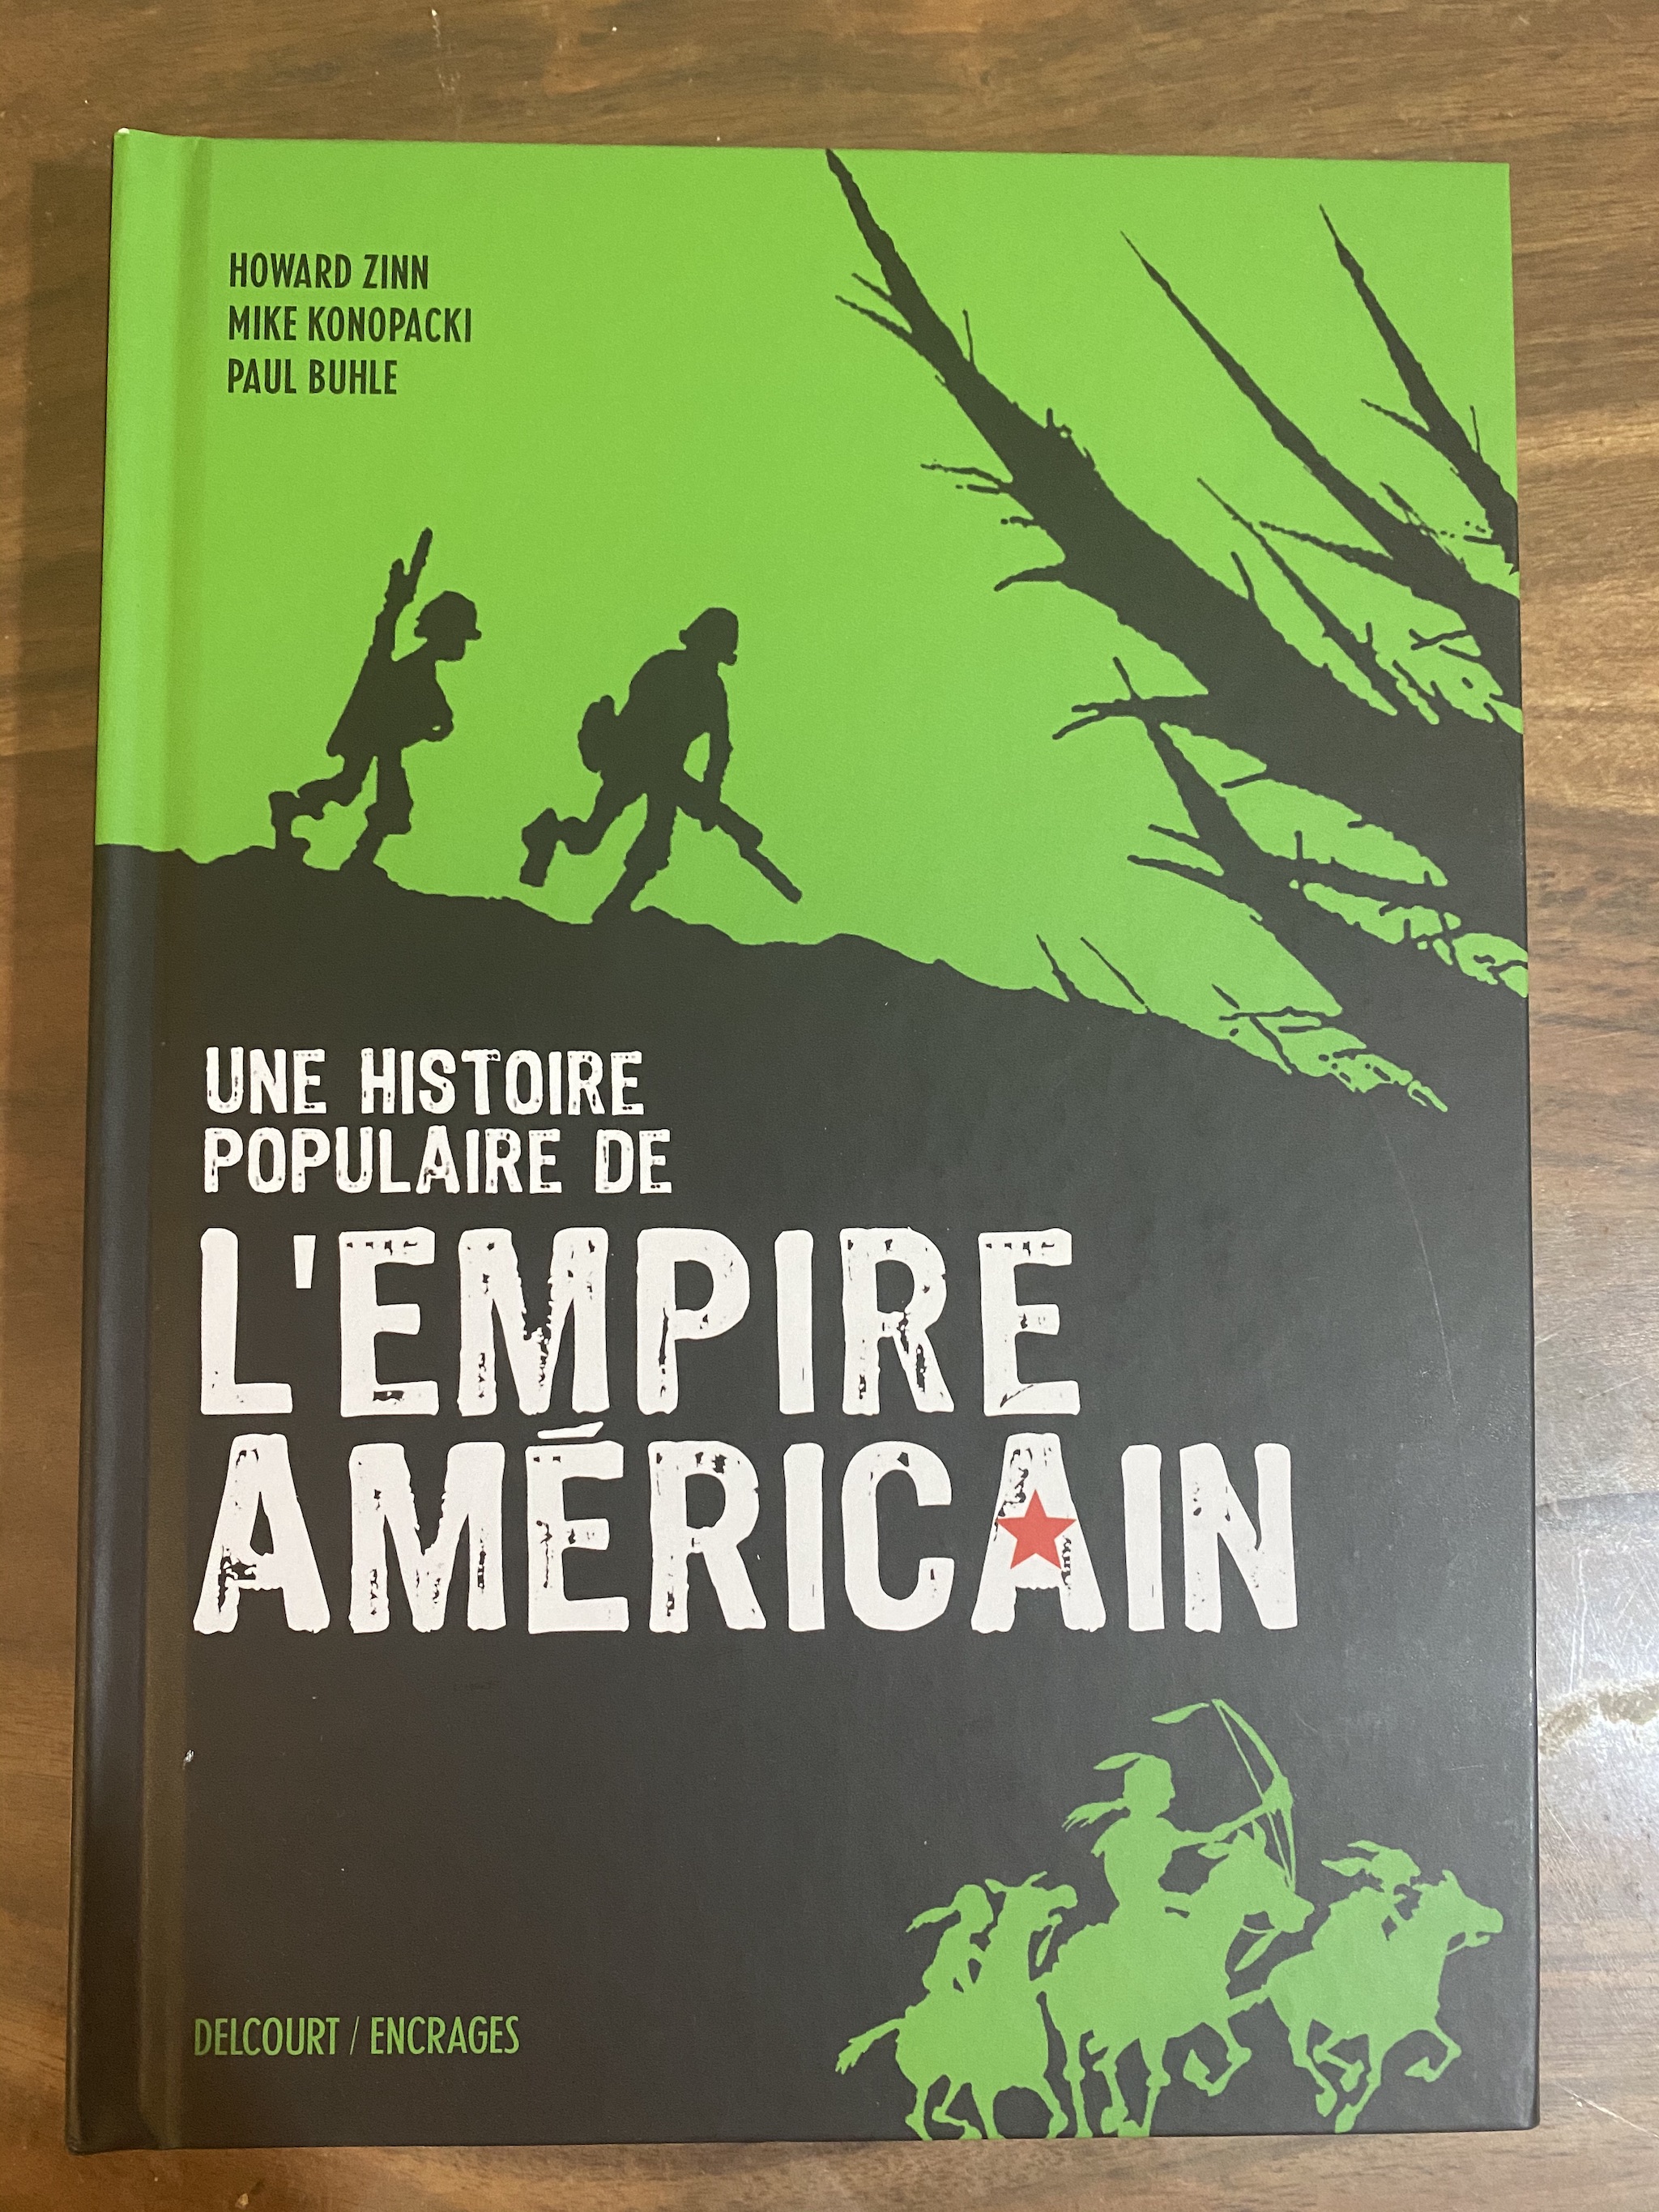 HOWARD ZINN
MIKE KONOPACKI
PAUL BUHLE
UNE HISTOIRE
POPULAIRE DE
L'EMPIRE
AMÉRICAIN
DELCOURT / ENCRAGES